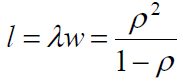 l = λw = ρ² / (1 − ρ)